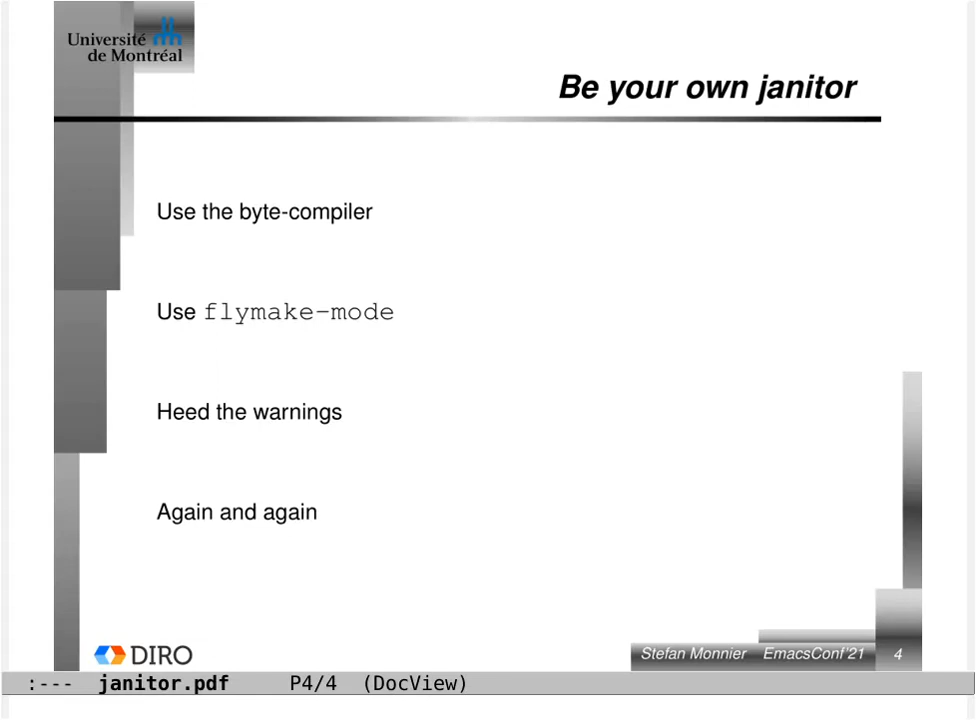 Université
de Montréal
Be your own janitor
Use the byte-compiler
Use flymake-mode
Heed the warnings
Again and again
DIRO
Stefan Monnier EmacsConf'21 4
:--- janitor.pdf P4/4 (DocView)